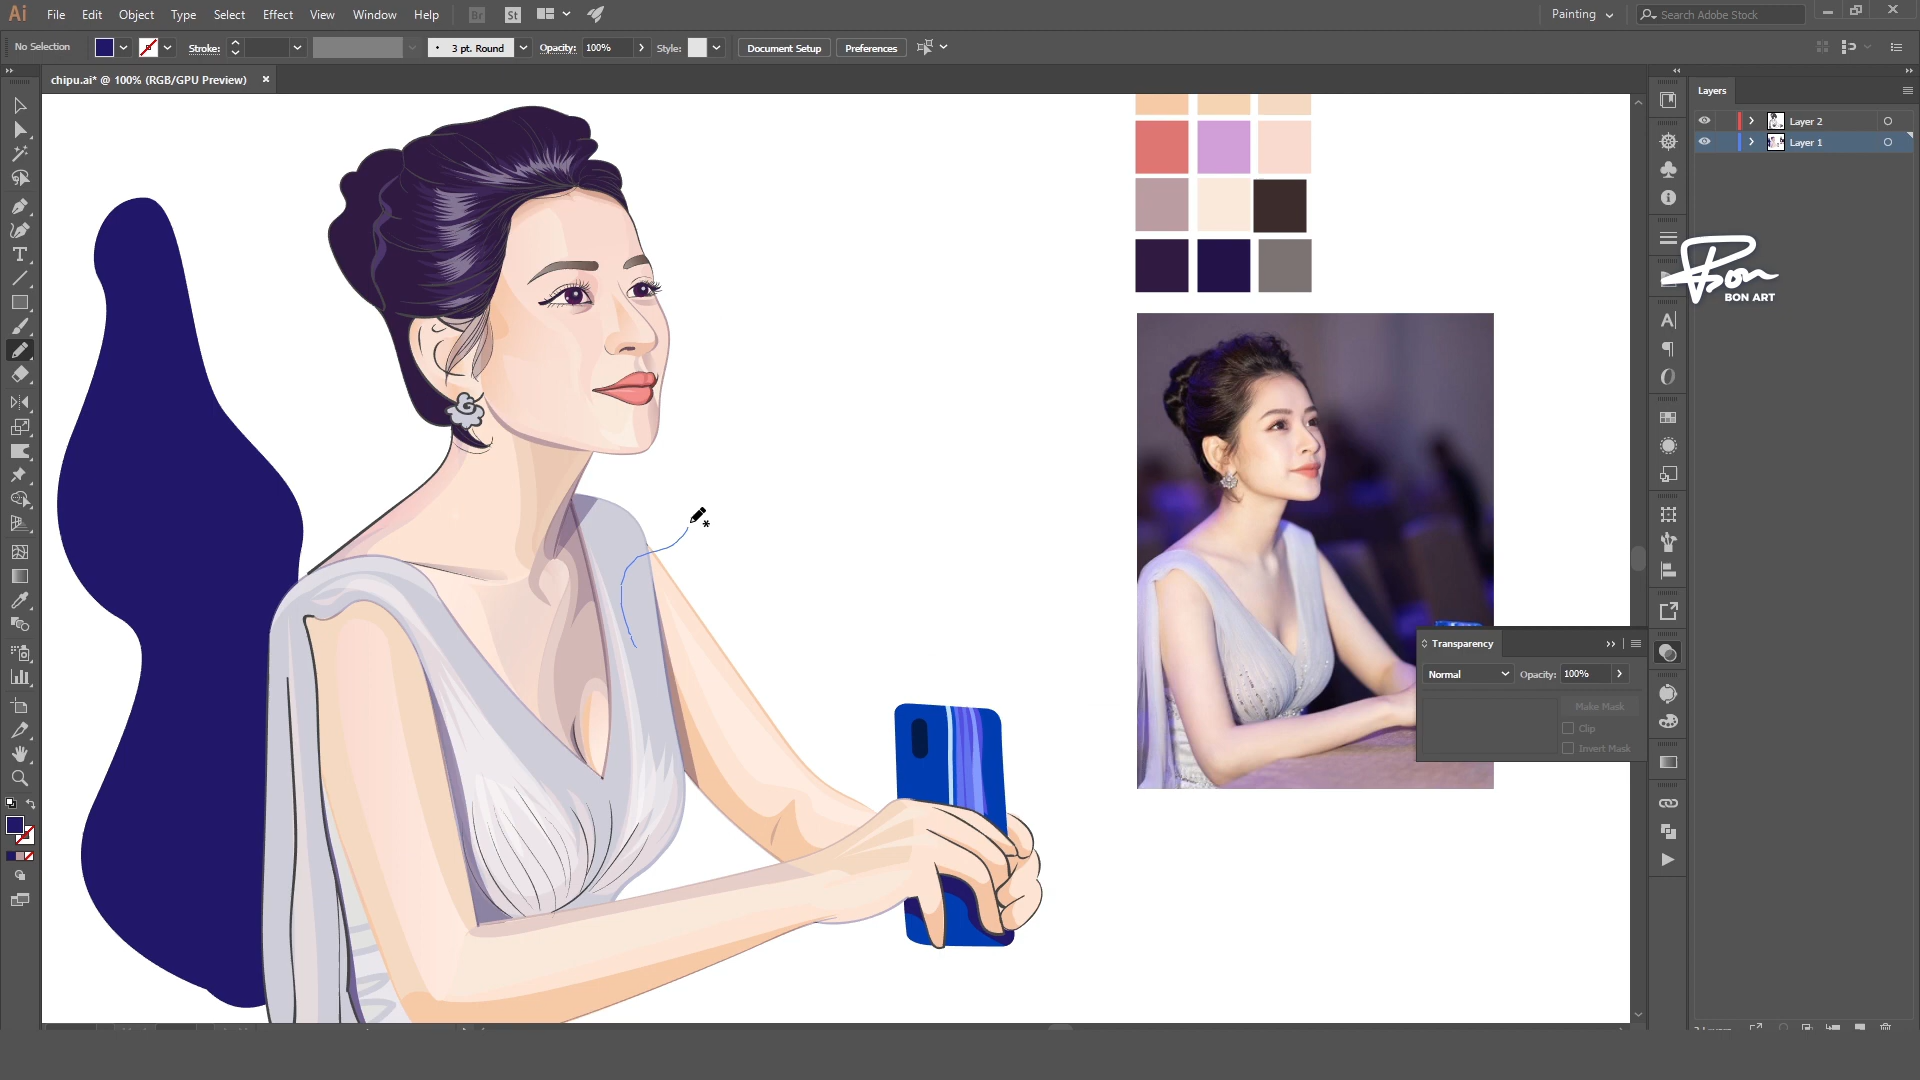 Ai File Edit Object Type Select Effect View Window Help Br St Painting Search Adobe Stock
No Selection Stroke: 3 pt. Round Opacity: 100% Style: Document Setup Preferences
chipu.ai* @ 100% (RGB/GPU Preview)
Layers
Layer 2
Layer 1
Bon
BON ART
Transparency
Normal Opacity: 100%
Make Mask
Clip
Invert Mask